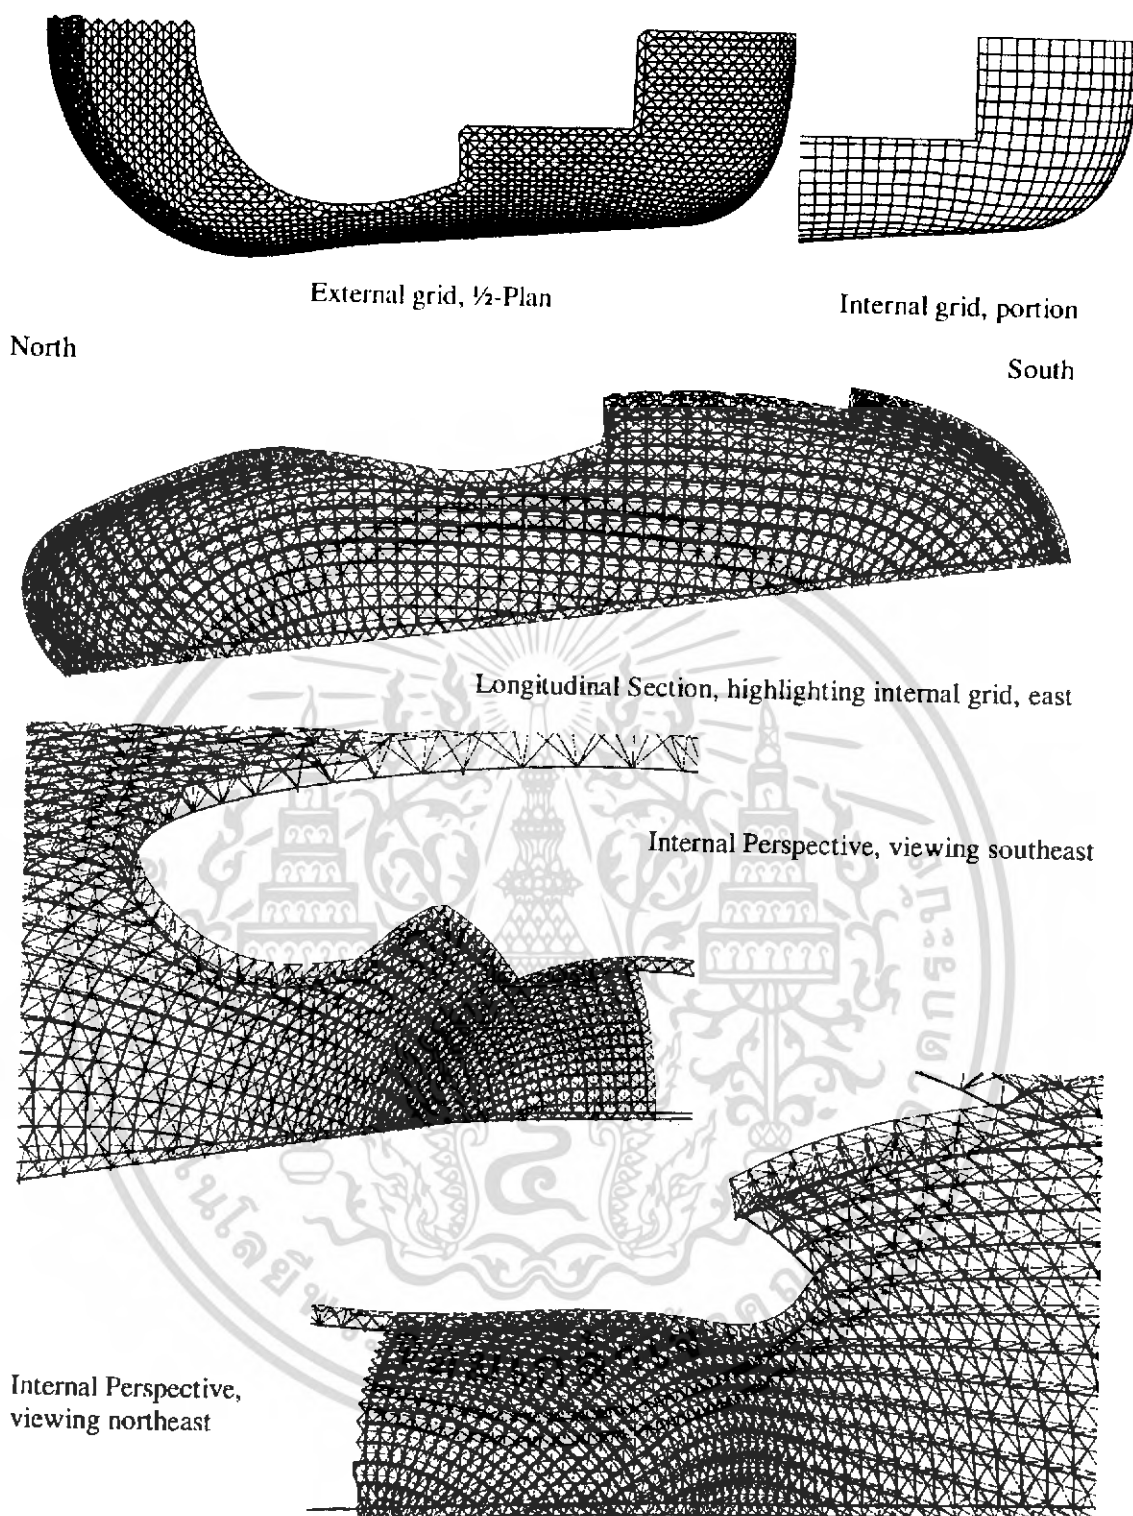 External grid, ½-Plan
Internal grid, portion
North
South
Longitudinal Section, highlighting internal grid, east
Internal Perspective, viewing southeast
Internal Perspective,
viewing northeast